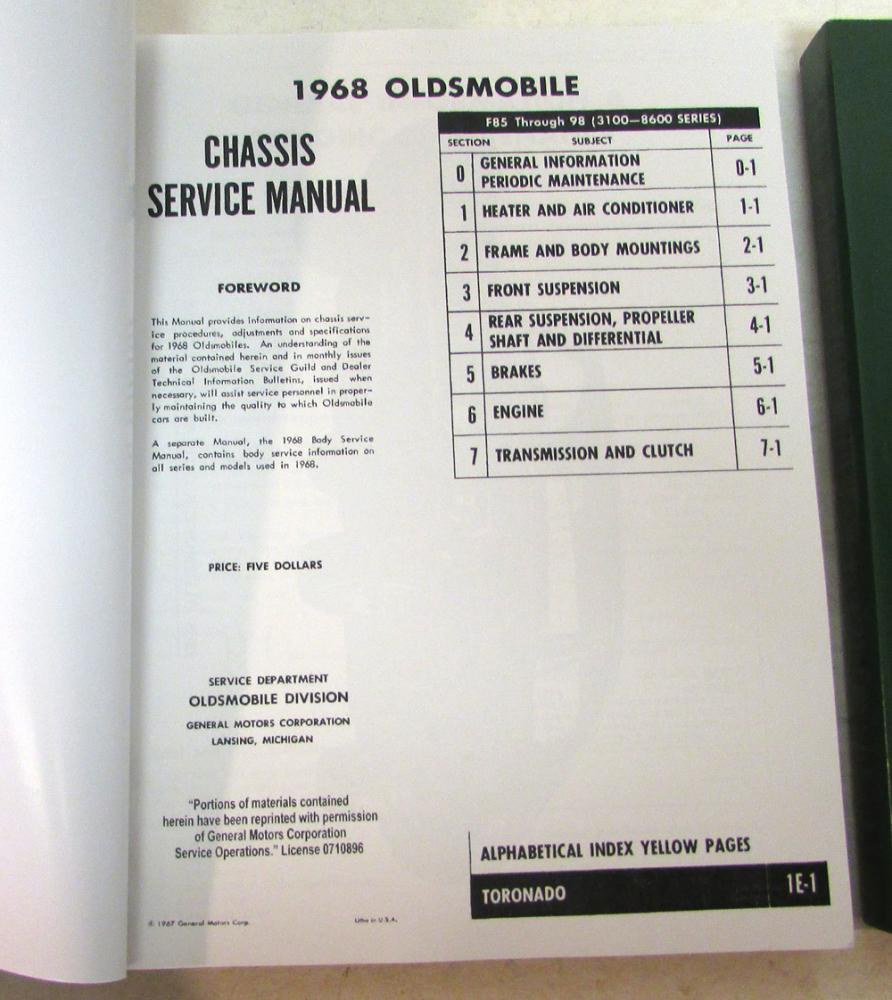 1968 OLDSMOBILE
CHASSIS
SERVICE MANUAL
FOREWORD
This Manual provides information on chassis serv-
ice procedures, adjustments and specifications
for 1968 Oldsmobiles. An understanding of the
material contained herein and in monthly issues
of the Oldsmobile Service Guild and Dealer
Technical Information Bulletins, issued when
necessary, will assist service personnel in proper-
ly maintaining the quality to which Oldsmobile
cars are built.
A separate Manual, the 1968 Body Service
Manual, contains body service information on
all series and models used in 1968.
PRICE: FIVE DOLLARS
SERVICE DEPARTMENT
OLDSMOBILE DIVISION
GENERAL MOTORS CORPORATION
LANSING, MICHIGAN
"Portions of materials contained
herein have been reprinted with permission
of General Motors Corporation
Service Operations." License 0710896
© 1967 General Motors Corp.
Litho in U.S.A.
F85 Through 98 (3100—8600 SERIES)
SECTION SUBJECT PAGE
0 GENERAL INFORMATION
PERIODIC MAINTENANCE 0-1
1 HEATER AND AIR CONDITIONER 1-1
2 FRAME AND BODY MOUNTINGS 2-1
3 FRONT SUSPENSION 3-1
4 REAR SUSPENSION, PROPELLER
SHAFT AND DIFFERENTIAL 4-1
5 BRAKES 5-1
6 ENGINE 6-1
7 TRANSMISSION AND CLUTCH 7-1
ALPHABETICAL INDEX YELLOW PAGES
TORONADO 1E-1